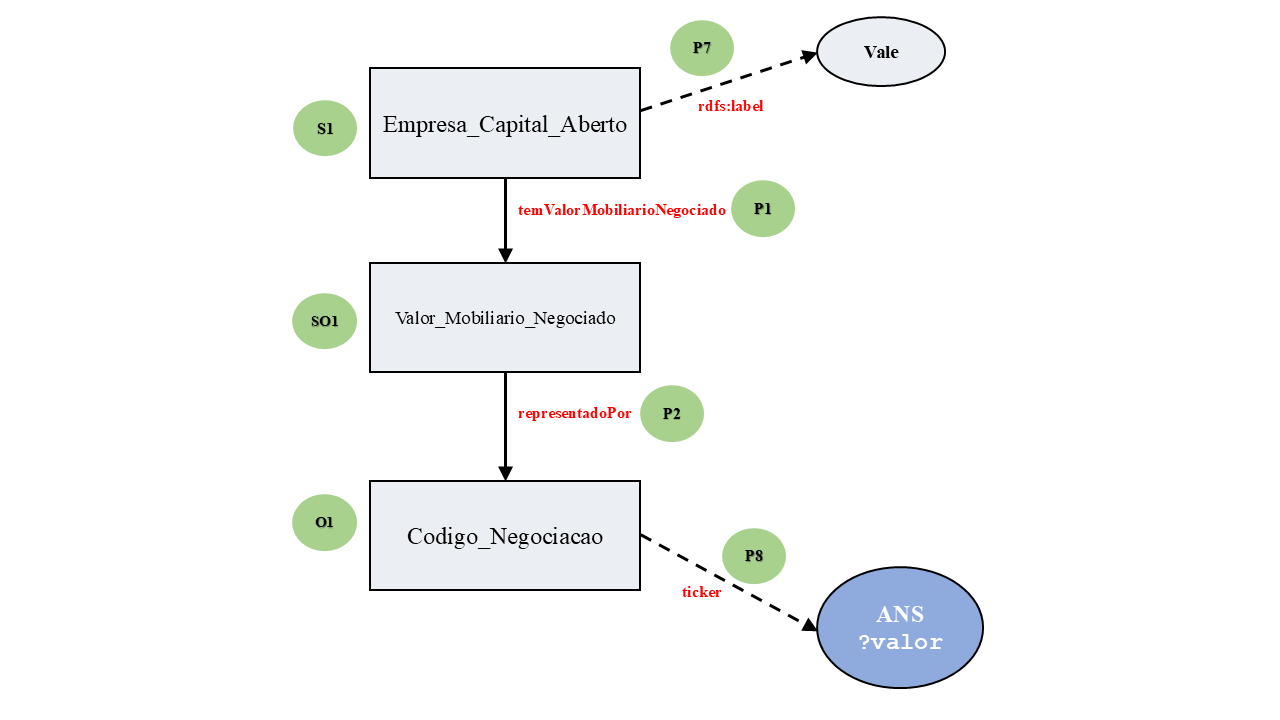 P7
Vale
rdfs:label
S1
Empresa_Capital_Aberto
temValorMobiliarioNegociado
P1
SO1
Valor_Mobiliario_Negociado
representadoPor
P2
O1
Codigo_Negociacao
P8
ticker
ANS
?valor